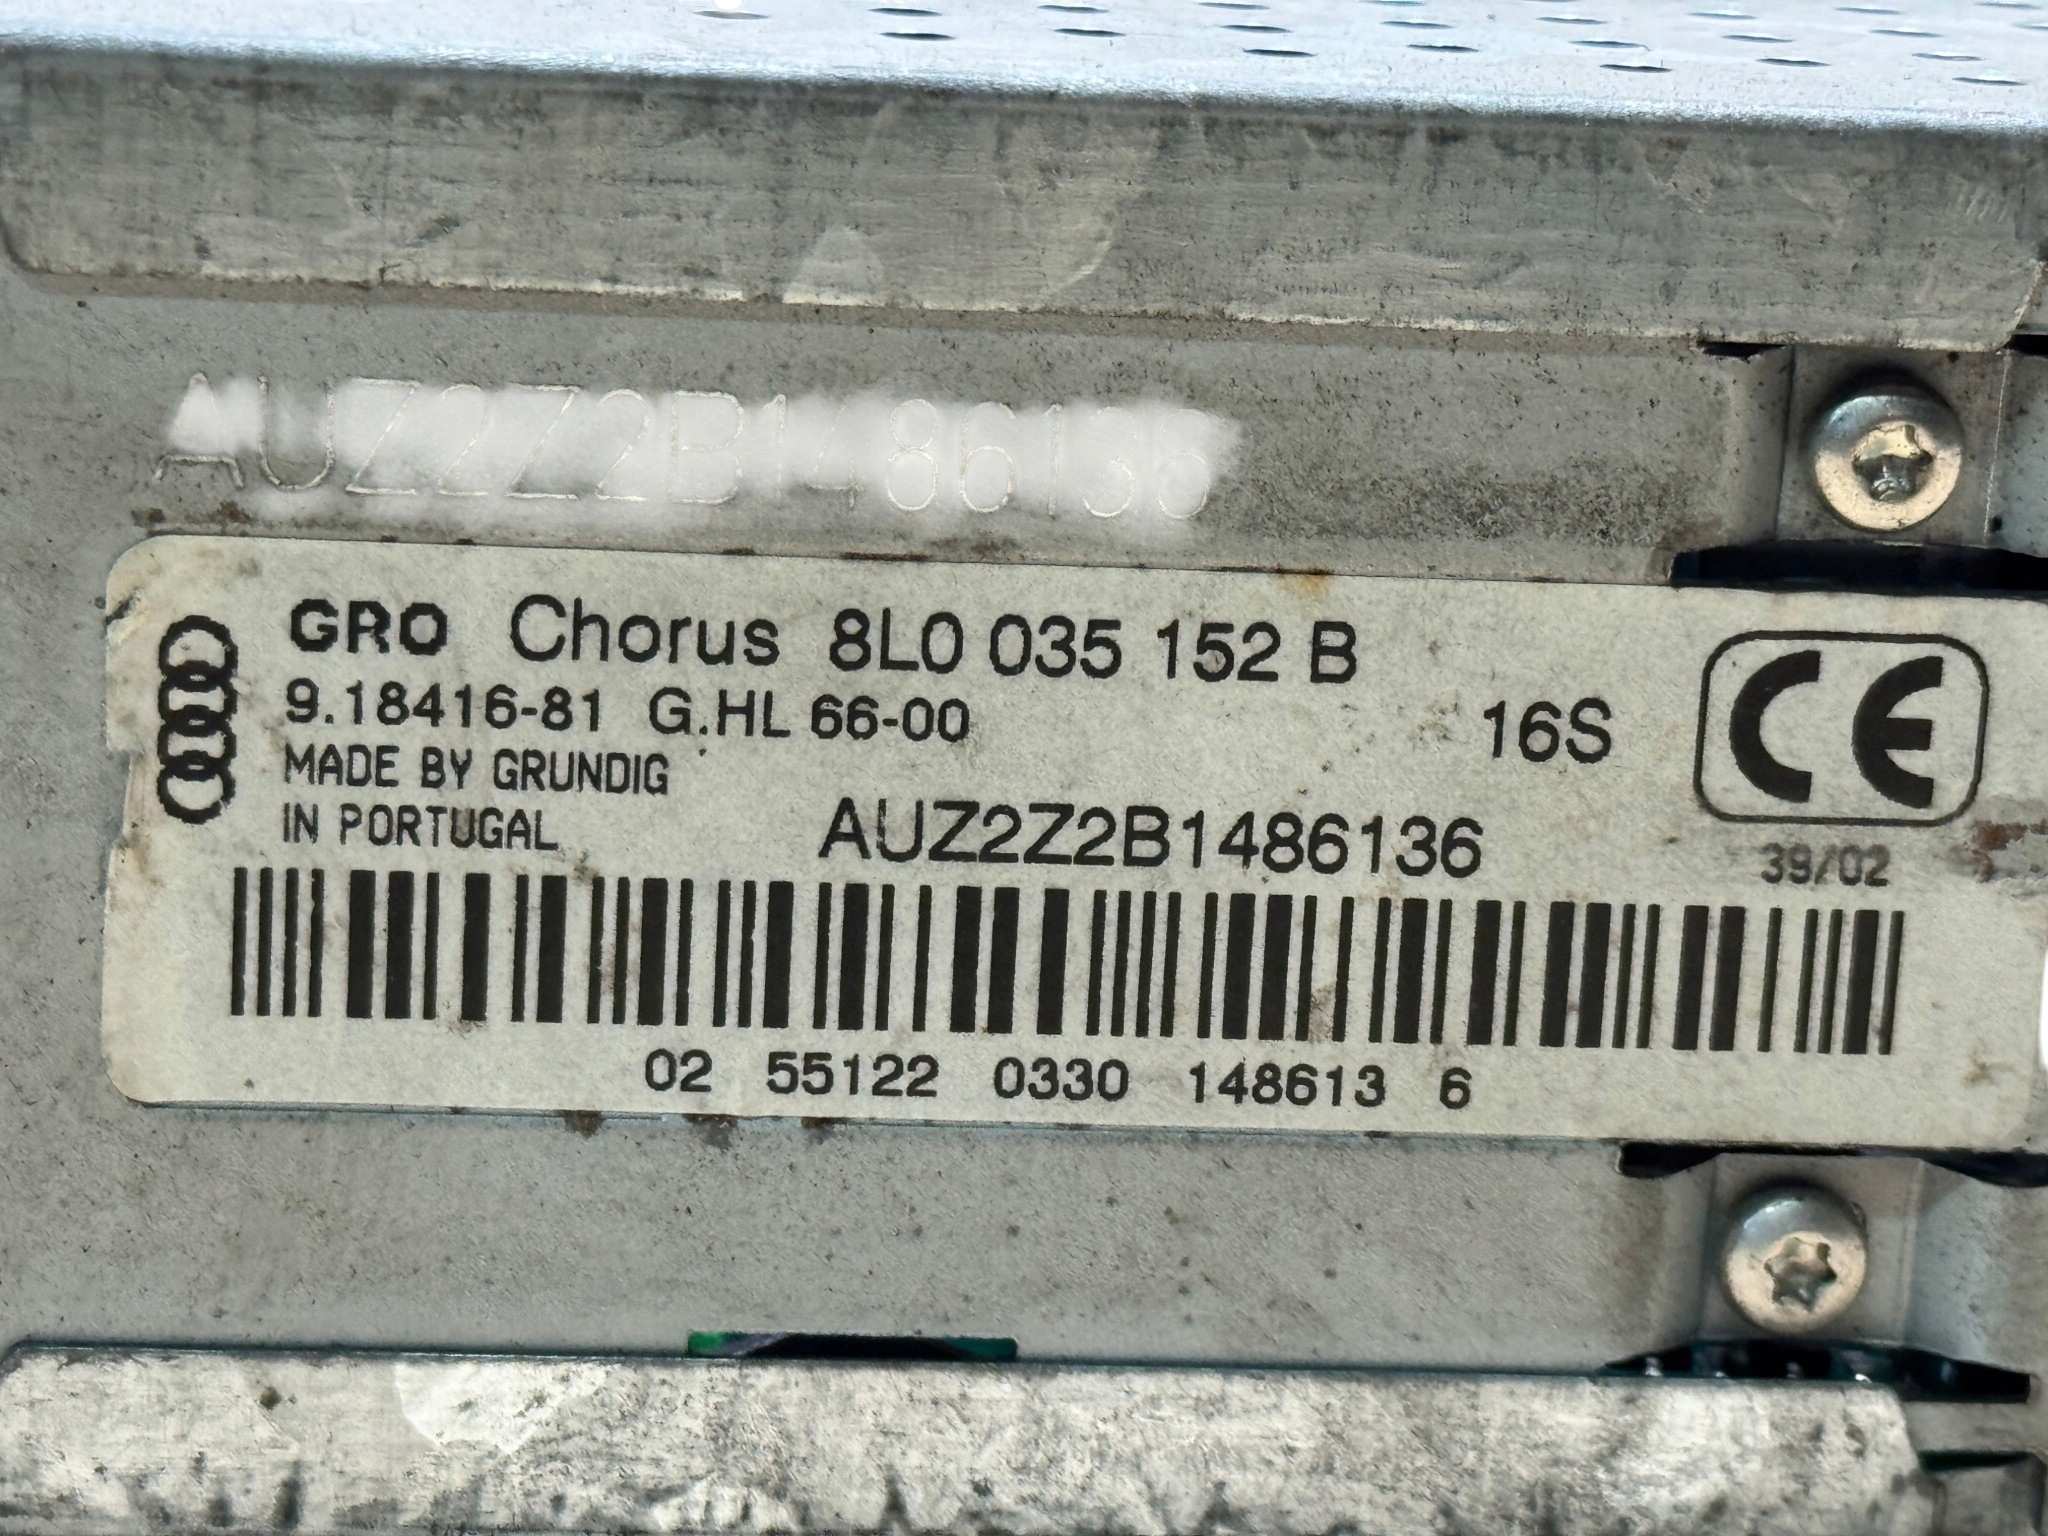 AUZ2Z2B1486136
GRO Chorus 8L0 035 152 B
9.18416-81 G.HL 66-00
16S
CE
MADE BY GRUNDIG
IN PORTUGAL
AUZ2Z2B1486136
39/02
02 55122 0330 148613 6